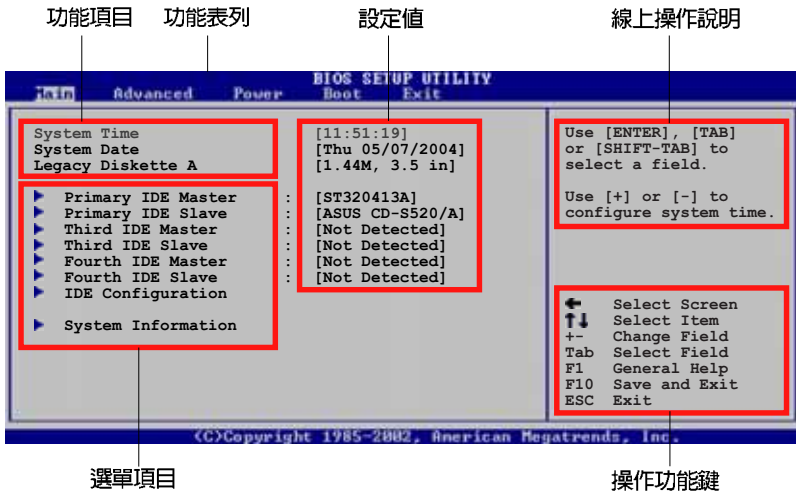 功能項目 功能表列 設定值 線上操作說明
BIOS SETUP UTILITY
Main Advanced Power Boot Exit
System Time [11:51:19]
System Date [Thu 05/07/2004]
Legacy Diskette A [1.44M, 3.5 in]
Primary IDE Master : [ST320413A]
Primary IDE Slave : [ASUS CD-S520/A]
Third IDE Master : [Not Detected]
Third IDE Slave : [Not Detected]
Fourth IDE Master : [Not Detected]
Fourth IDE Slave : [Not Detected]
IDE Configuration
System Information
Use [ENTER], [TAB]
or [SHIFT-TAB] to
select a field.
Use [+] or [-] to
configure system time.
← Select Screen
↑↓ Select Item
+- Change Field
Tab Select Field
F1 General Help
F10 Save and Exit
ESC Exit
(C)Copyright 1985-2002, American Megatrends, Inc.
選單項目 操作功能鍵